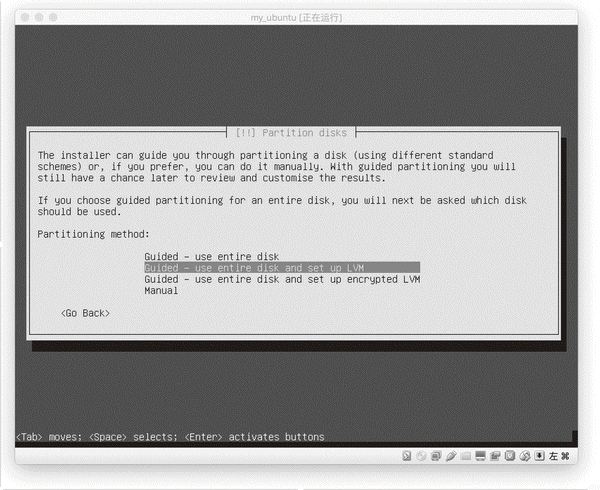 my_ubuntu [正在运行]
[!!] Partition disks
The installer can guide you through partitioning a disk (using different standard
schemes) or, if you prefer, you can do it manually. With guided partitioning you will
still have a chance later to review and customise the results.
If you choose guided partitioning for an entire disk, you will next be asked which disk
should be used.
Partitioning method:
Guided - use entire disk
Guided - use entire disk and set up LVM
Guided - use entire disk and set up encrypted LVM
Manual
<Go Back>
<Tab> moves; <Space> selects; <Enter> activates buttons
左 ⌘